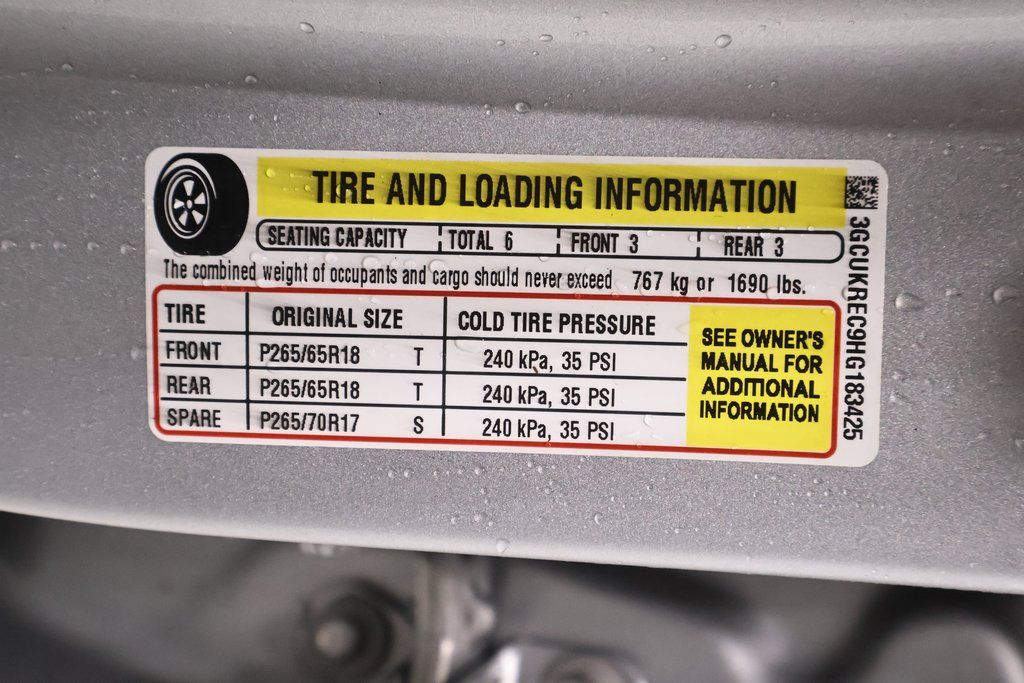 TIRE AND LOADING INFORMATION
SEATING CAPACITY TOTAL 6 FRONT 3 REAR 3
The combined weight of occupants and cargo should never exceed 767 kg or 1690 lbs.
TIRE ORIGINAL SIZE COLD TIRE PRESSURE
FRONT P265/65R18 T 240 kPa, 35 PSI
REAR P265/65R18 T 240 kPa, 35 PSI
SPARE P265/70R17 S 240 kPa, 35 PSI
SEE OWNER'S
MANUAL FOR
ADDITIONAL
INFORMATION
3GCUKREC9HG183425